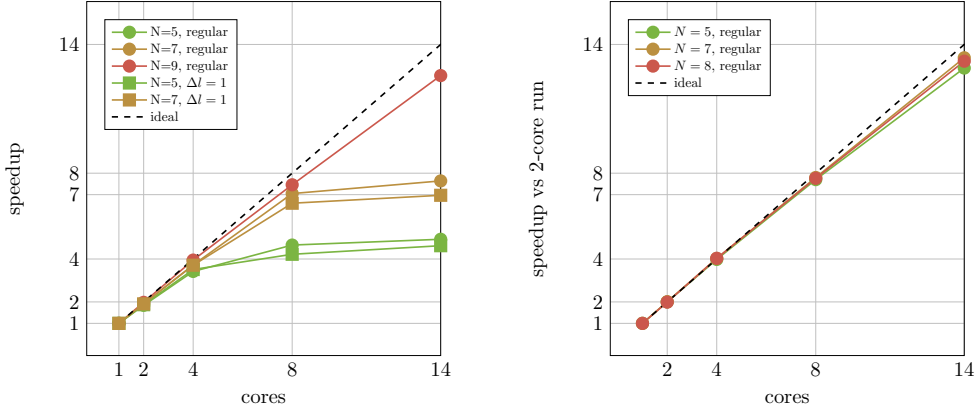 speedup
14
8
7
4
2
1
N=5, regular
N=7, regular
N=9, regular
N=5, Δl = 1
N=7, Δl = 1
ideal
1 2 4 8 14
cores
speedup vs 2-core run
14
8
7
4
2
1
N = 5, regular
N = 7, regular
N = 8, regular
ideal
2 4 8 14
cores